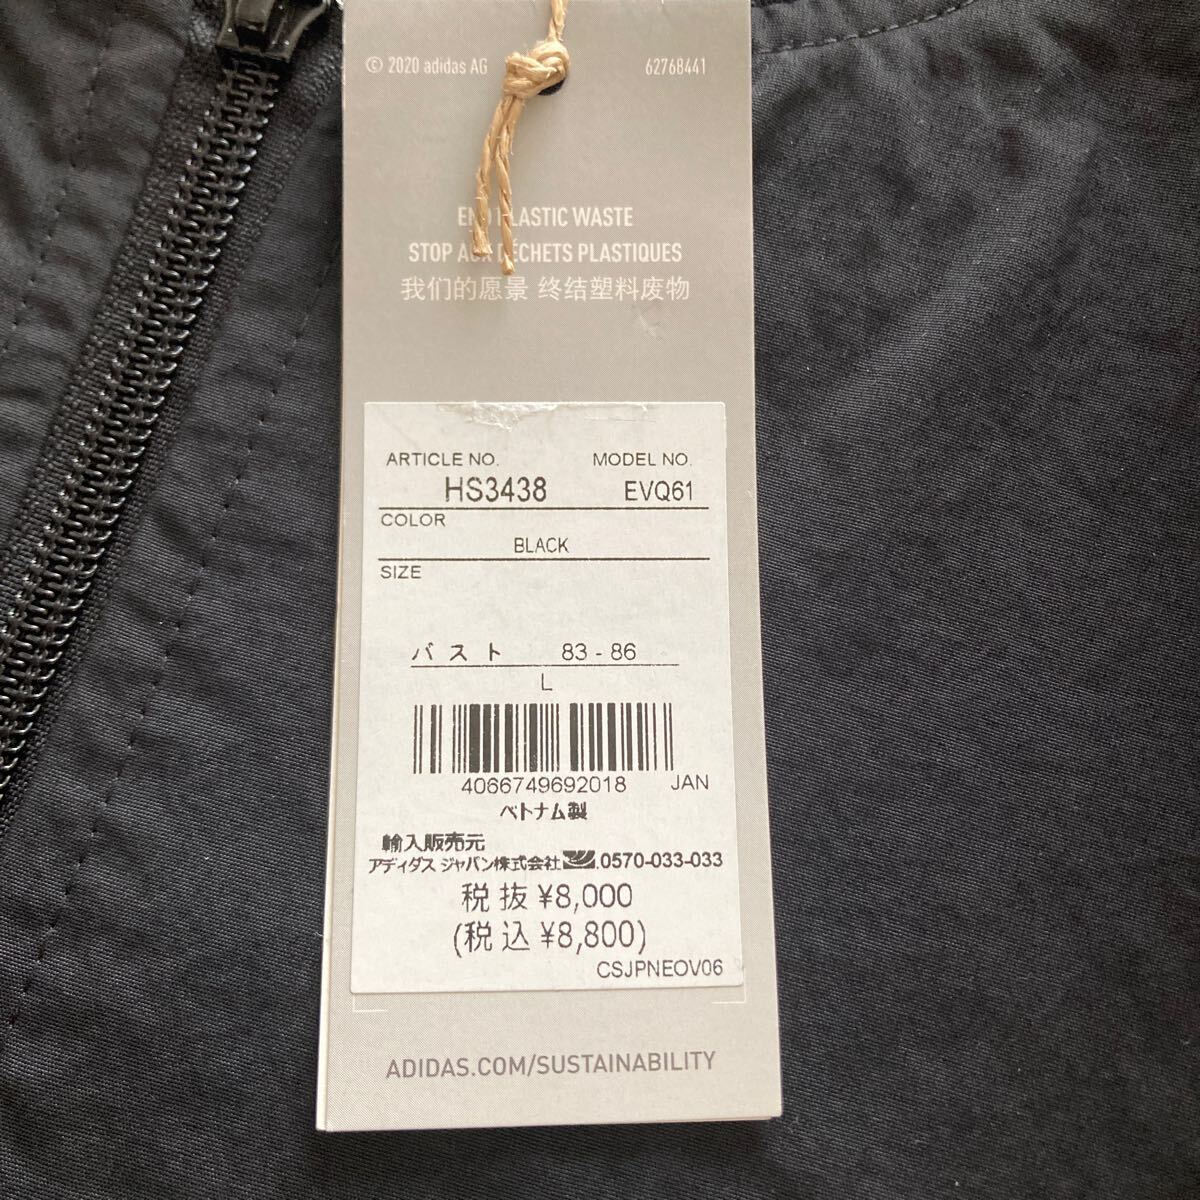 © 2020 adidas AG 62768441
END PLASTIC WASTE
STOP AUX DECHETS PLASTIQUES
我们的愿景 终结塑料废物
ARTICLE NO. MODEL NO.
HS3438 EVQ61
COLOR
BLACK
SIZE
バスト 83 - 86
L
4066749692018 JAN
ベトナム製
輸入販売元
アディダス ジャパン株式会社 0570-033-033
税抜 ¥8,000
(税込 ¥8,800)
CSJPNEOV06
ADIDAS.COM/SUSTAINABILITY